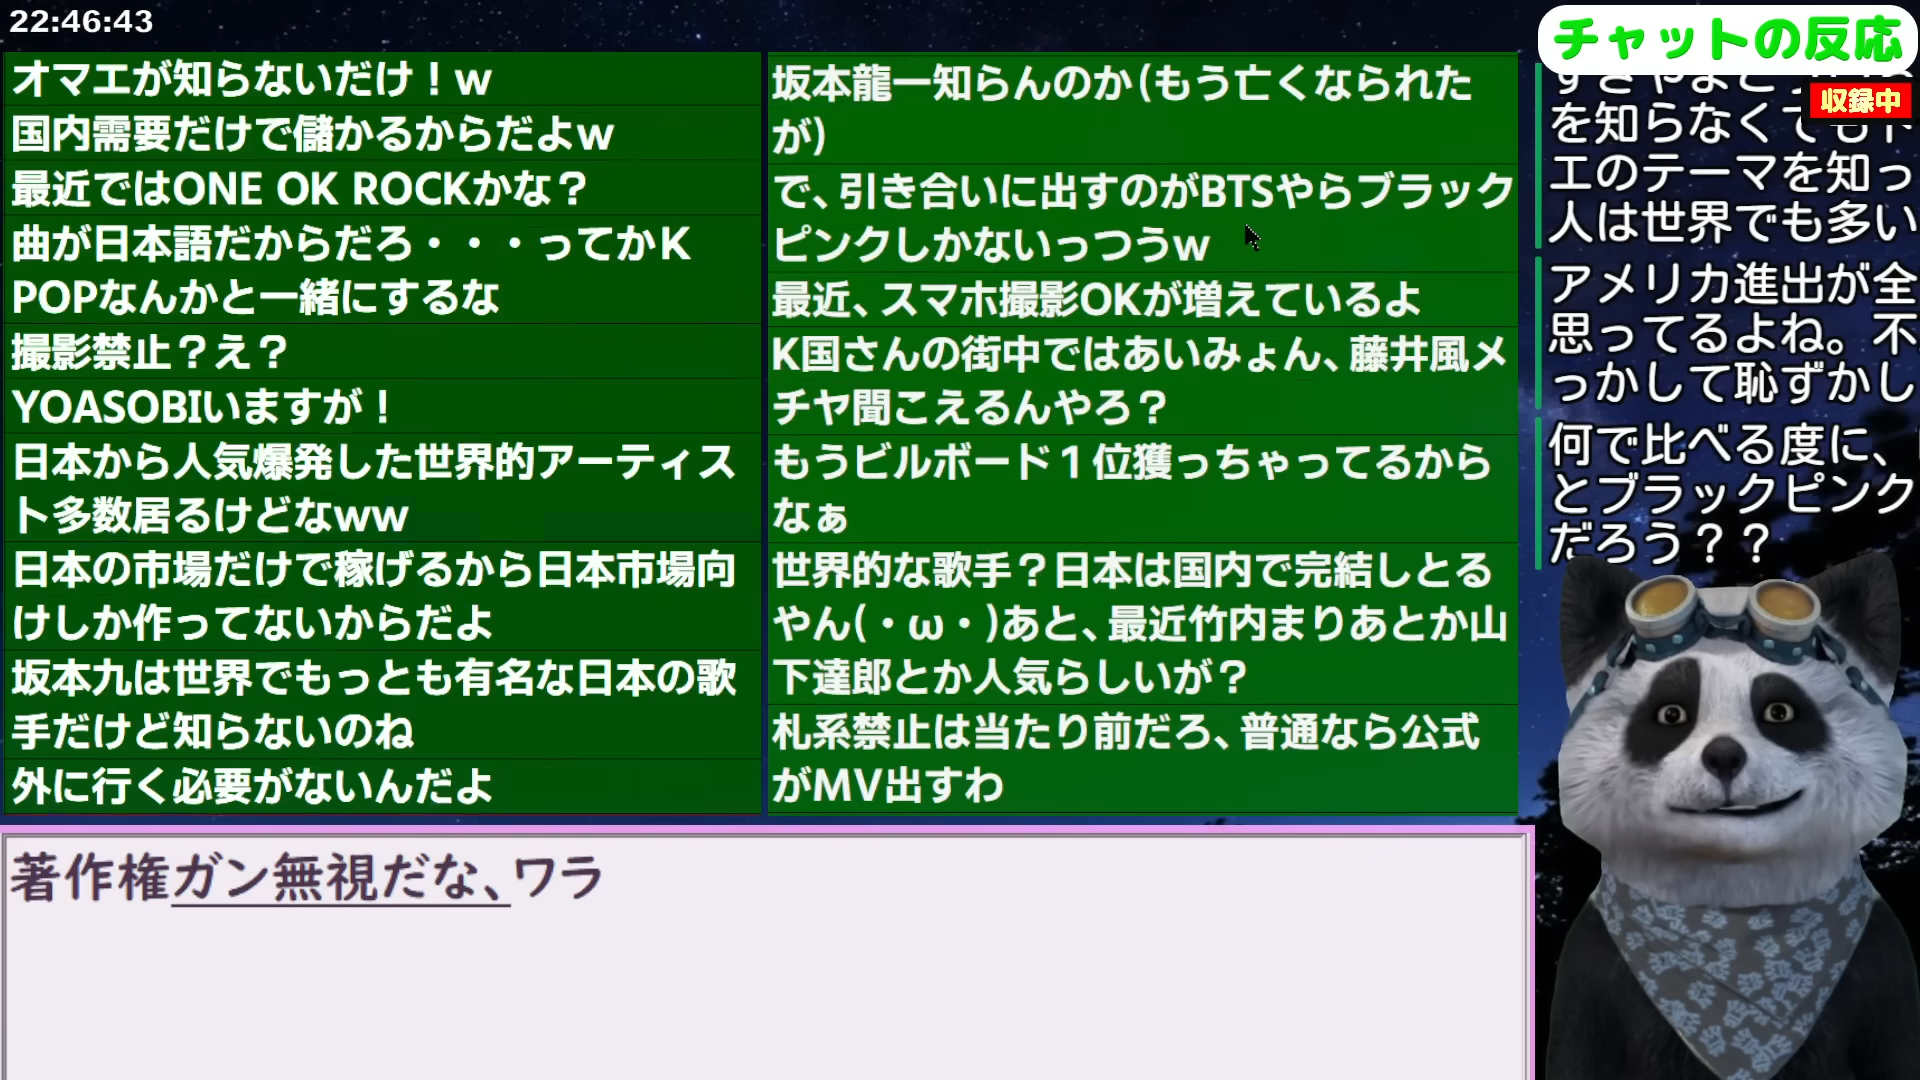 22:46:43
オマエが知らないだけ！w
国内需要だけで儲かるからだよw
最近ではONE OK ROCKかな？
曲が日本語だからだろ・・・ってかK
POPなんかと一緒にするな
撮影禁止？え？
YOASOBIいますが！
日本から人気爆発した世界的アーティス
ト多数居るけどなww
日本の市場だけで稼げるから日本市場向
けしか作ってないからだよ
坂本九は世界でもっとも有名な日本の歌
手だけど知らないのね
外に行く必要がないんだよ
坂本龍一知らんのか(もう亡くなられた
が)
で、引き合いに出すのがBTSやらブラック
ピンクしかないっつうw
最近、スマホ撮影OKが増えているよ
K国さんの街中ではあいみょん、藤井風メ
チヤ聞こえるんやろ？
もうビルボード１位獲っちゃってるから
なぁ
世界的な歌手？日本は国内で完結しとる
やん(・ω・)あと、最近竹内まりあとか山
下達郎とか人気らしいが？
札系禁止は当たり前だろ、普通なら公式
がMV出すわ
チャットの反応
収録中
を知らなくても
エのテーマを知っ
人は世界でも多い
アメリカ進出が全
思ってるよね。不
っかして恥ずかし
何で比べる度に、
とブラックピンク
だろう？？
著作権ガン無視だな、ワラ